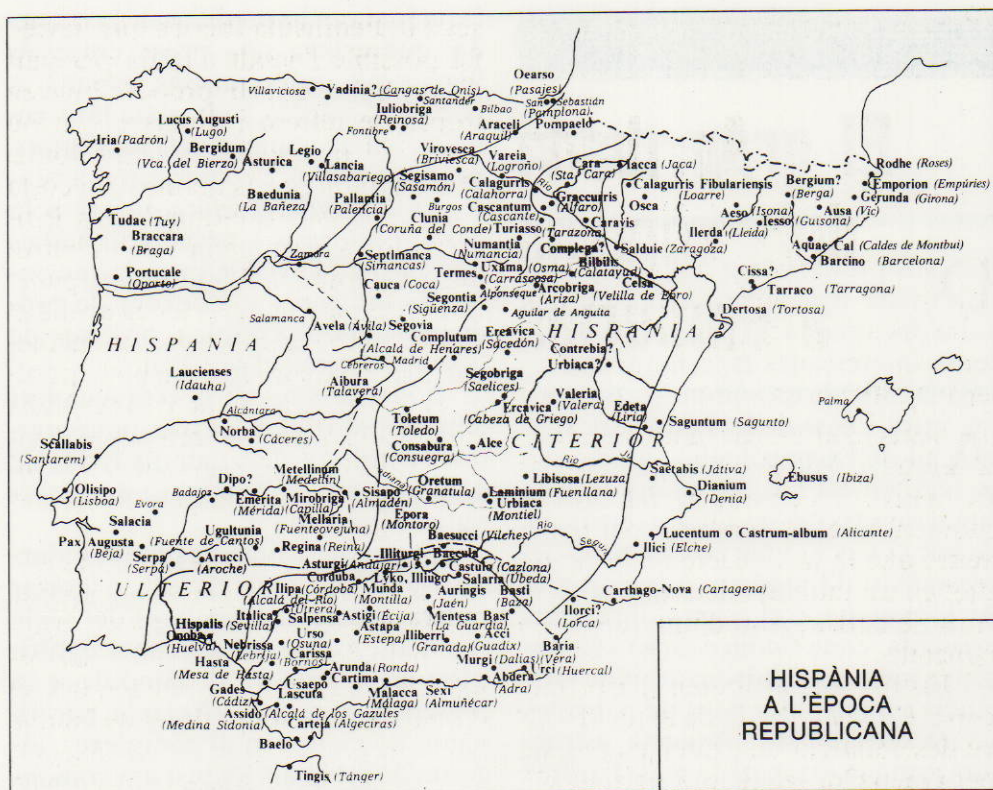 Oearso
(Pasajes)
Villaviciosa
Vadinia? (Cangas de Onís)
Santander
San Sebastián
(Pamplona)
Iuliobriga
(Reinosa)
Bilbao
Pompaelo
Lucus Augusti
(Lugo)
Fontibre
Araceli
(Araquil)
Iria (Padrón)
Bergidum
(Vca. del Bierzo)
Asturica
Legio
Lancia
(Villasabariego)
Virovesca
(Briviesca)
Vareia
(Logroño)
Cara
(Sta. Cara)
Iacca (Jaca)
Rodhe (Roses)
Segisamo
(Sasamón)
Calagurris
(Calahorra)
Rio
Calagurris Fibulariensis
(Loarre)
Bergium?
(Berga)
Emporion (Empúries)
Baedunia
(La Bañeza)
Pallantia
(Palencia)
Burgos
Cascantum
(Cascante)
Graccurris
(Alfaro)
Osca
Aeso (Isona)
Iesso (Guisona)
Ausa (Vic)
Gerunda (Girona)
Tudae (Tuy)
Clunia
(Coruña del Conde)
Turiasso
(Tarazona)
Caravis
Ilerda (Lleida)
Braccara
(Braga)
Numantia
(Numancia)
Complega?
Salduie (Zaragoza)
Aquae Cal (Caldes de Montbui)
Zamora
Septimanca
(Simancas)
Bilbilis
(Calatayud)
Barcino
(Barcelona)
Portucale
(Oporto)
Uxama (Osma)
Termes (Carrascosa)
Celsa
(Velilla de Ebro)
Cissa?
Cauca (Coca)
Alponseque
Arcobriga
(Ariza)
Tarraco (Tarragona)
Segontia
(Sigüenza)
Aguilar de Anguita
Dertosa (Tortosa)
Salamanca
Avela (Avila)
Segovia
Ercavica
(Sacedón)
HISPANIA
HISPANIA
Complutum
(Alcalá de Henares)
Contrebia?
Cebreros
Madrid
Urbiaca?
Laucienses
(Idauha)
Aibura
(Talavera)
Segobriga
(Saelices)
Valeria
(Valera)
Edeta
(Liria)
Palma
Alcántara
Toletum
(Toledo)
Ercavica
(Cabeza de Griego)
Saguntum (Sagunto)
Norba
(Cáceres)
Consabura
(Consuegra)
Alce
CITERIOR
Scallabis
(Santarem)
Rio
Saetabis (Játiva)
Metellinum
(Medellín)
Oretum
(Granatula)
Libisosa (Lezuza)
Dianium
(Denia)
Ebusus (Ibiza)
Olisipo
(Lisboa)
Badajoz
Dipo?
Emerita
(Mérida)
Mirobriga
(Capilla)
Sisapo
(Almadén)
Laminium
(Fuenllana)
Evora
Epora
(Montoro)
Urbiaca
(Montiel)
Salacia
Ugultunia
(Fuente de Cantos)
Mellaria
(Fuenteovejuna)
Rio
Lucentum o Castrum-album (Alicante)
Pax Augusta
(Beja)
Regina (Reina)
Baesucci (Vilches)
Segura
Ilici (Elche)
Serpa
(Serpa)
Arucci
(Aroche)
Iliturgi
Baecula
Asturgi (Andujar)
Castulo (Cazlona)
Corduba
(Córdoba)
Iliugo
Salaria (Ubeda)
ULTERIOR
Ilipa
(Alcalá del-Río)
Munda
(Montilla)
Auringis
(Jaén)
Basti
(Baza)
Carthago-Nova (Cartagena)
Italica
(Sevilla)
(Utrera)
Salpensa
Astigi (Ecija)
Mentesa Bast
(La Guardia)
Ilorci?
(Lorca)
Hispalis
Onoba
(Huelva)
Urso
(Osuna)
Astapa
(Estepa)
Iliberi
(Granada)
Acci
(Guadix)
Baria
(Vera)
Nebrissa
(Lebrija)
Carissa
(Bornos)
Murgi (Dalias)
Urci (Huercal)
Hasta
(Mesa de Hasta)
Arunda (Ronda)
Cartima
Abdera
(Adra)
Usaepo
Lascuta
Malacca
(Málaga)
Sexi
(Almuñécar)
Gades
(Cádiz)
Assido
(Medina Sidonia)
(Alcalá de los Gazules
Carteja
(Algeciras)
Baelo
Tingis (Tánger)
HISPÀNIA
A L'ÈPOCA
REPUBLICANA